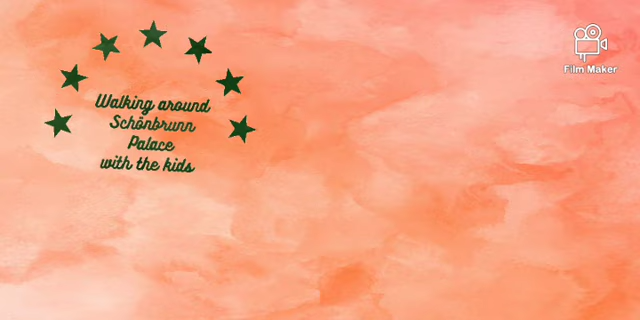 Walking around
Schönbrunn
Palace
with the kids
Film Maker